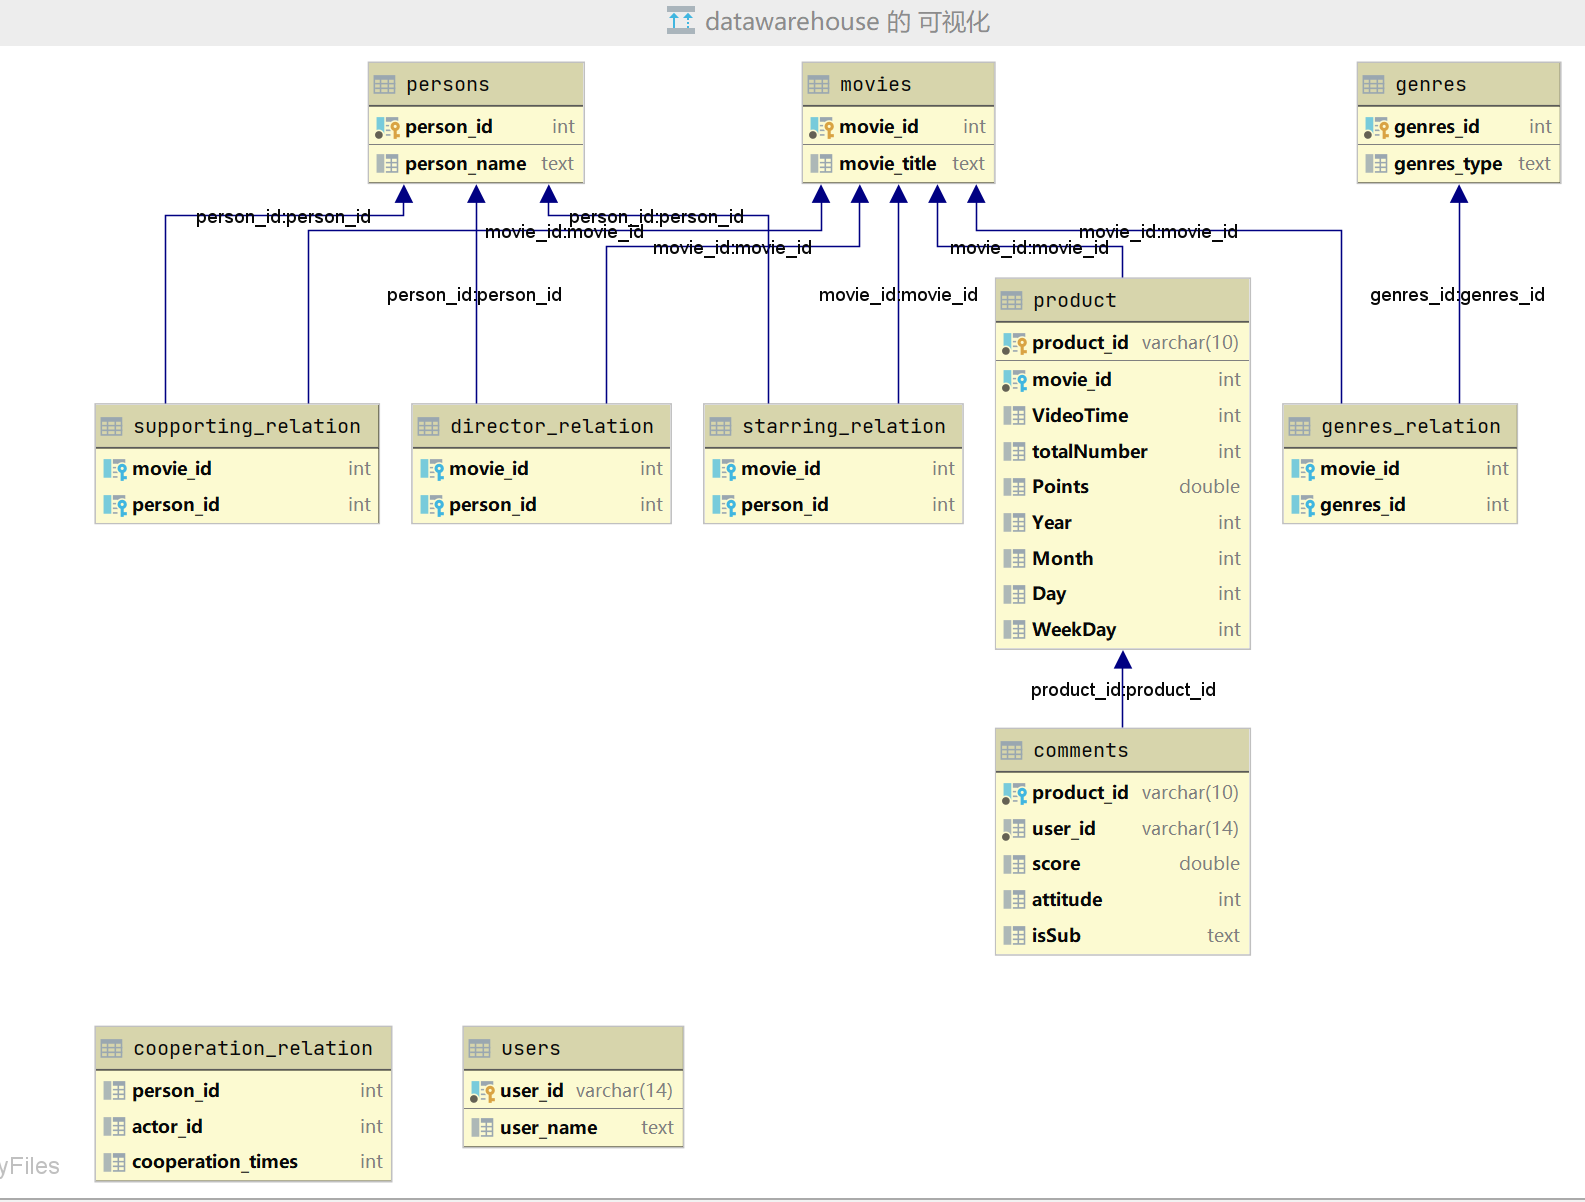 datawarehouse 的 可视化
persons
person_id int
person_name text
movies
movie_id int
movie_title text
genres
genres_id int
genres_type text
person_id:person_id
person_id:person_id
movie_id:movie_id
movie_id:movie_id
movie_id:movie_id
movie_id:movie_id
person_id:person_id
movie_id:movie_id
genres_id:genres_id
product
product_id varchar(10)
movie_id int
VideoTime int
totalNumber int
Points double
Year int
Month int
Day int
WeekDay int
supporting_relation
movie_id int
person_id int
director_relation
movie_id int
person_id int
starring_relation
movie_id int
person_id int
genres_relation
movie_id int
genres_id int
product_id:product_id
comments
product_id varchar(10)
user_id varchar(14)
score double
attitude int
isSub text
cooperation_relation
person_id int
actor_id int
cooperation_times int
users
user_id varchar(14)
user_name text
yFiles